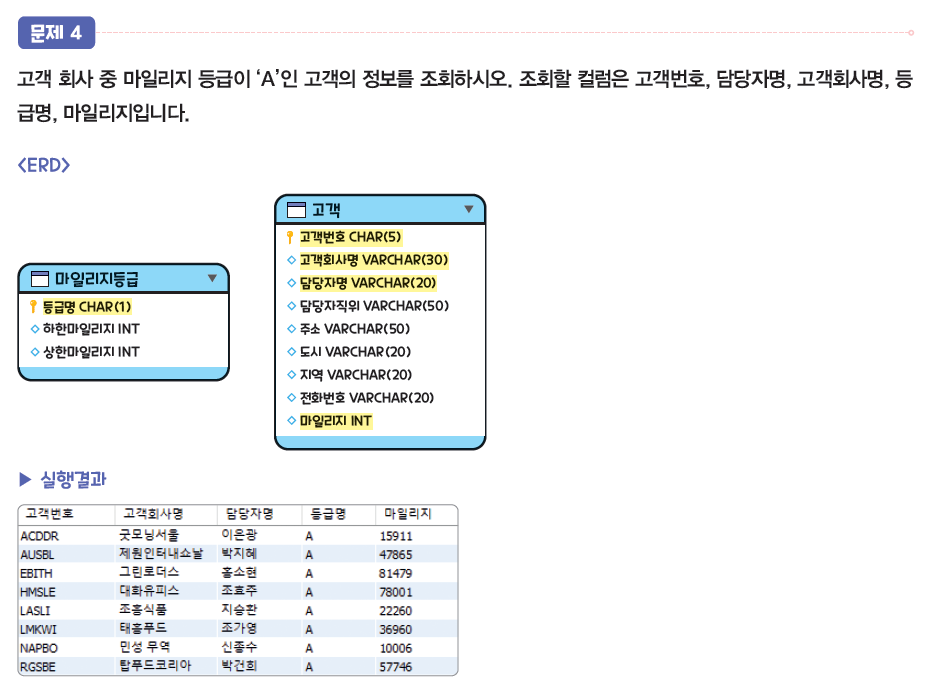 문제 4
고객 회사 중 마일리지 등급이 ‘A’인 고객의 정보를 조회하시오. 조회할 컬럼은 고객번호, 담당자명, 고객회사명, 등
급명, 마일리지입니다.
<ERD>
마일리지등급
등급명 CHAR(1)
하한마일리지 INT
상한마일리지 INT
고객
고객번호 CHAR(5)
고객회사명 VARCHAR(30)
담당자명 VARCHAR(20)
담당자직위 VARCHAR(50)
주소 VARCHAR(50)
도시 VARCHAR(20)
지역 VARCHAR(20)
전화번호 VARCHAR(20)
마일리지 INT
▶ 실행결과
고객번호 고객회사명 담당자명 등급명 마일리지
ACDDR 굿모닝서울 이은광 A 15911
AUSBL 제원인터내쇼날 박지혜 A 47865
EBITH 그린로더스 홍소현 A 81479
HMSLE 대화유피스 조효주 A 78001
LASLI 조흥식품 지승환 A 22260
LMKWI 태흥푸드 조가영 A 36960
NAPBO 민성 무역 신종수 A 10006
RGSBE 탑푸드코리아 박건희 A 57746